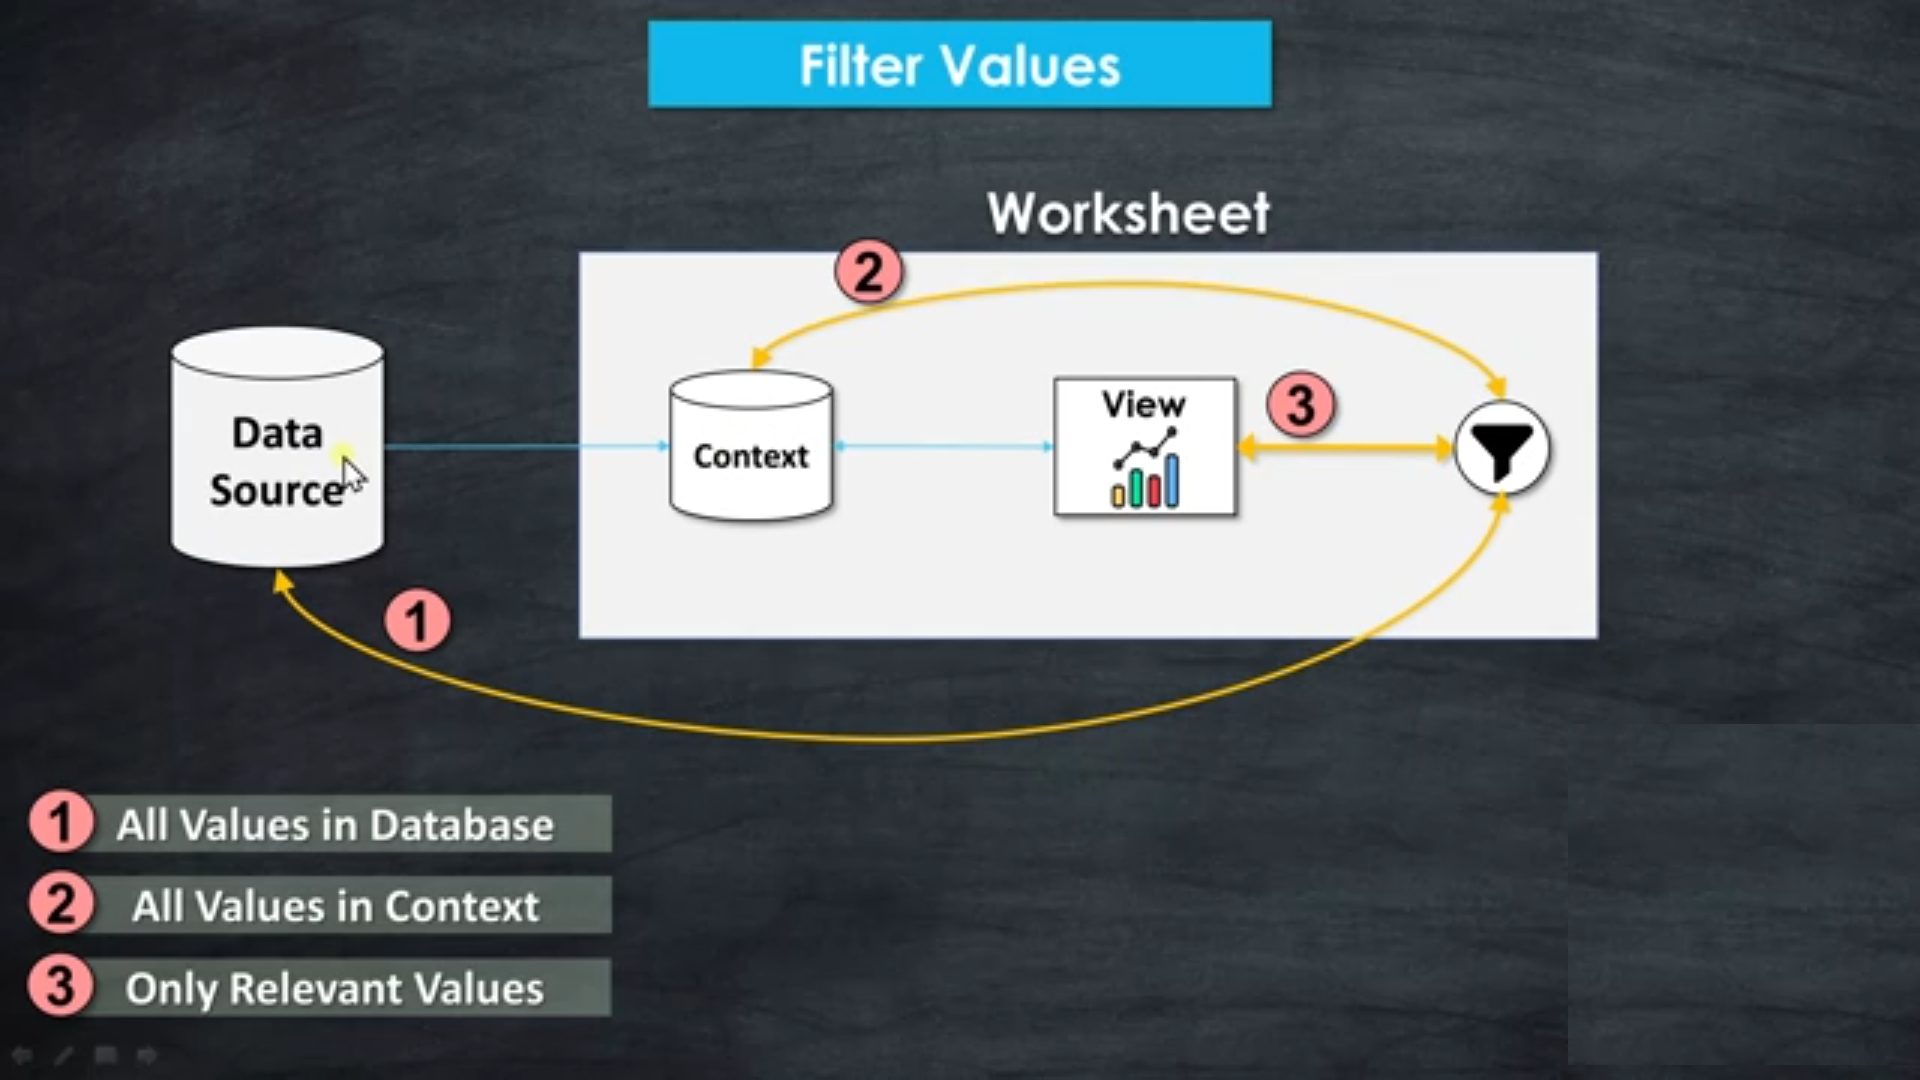 Filter Values
Worksheet
2
Data
Source
Context
View
3
1
1 All Values in Database
2 All Values in Context
3 Only Relevant Values